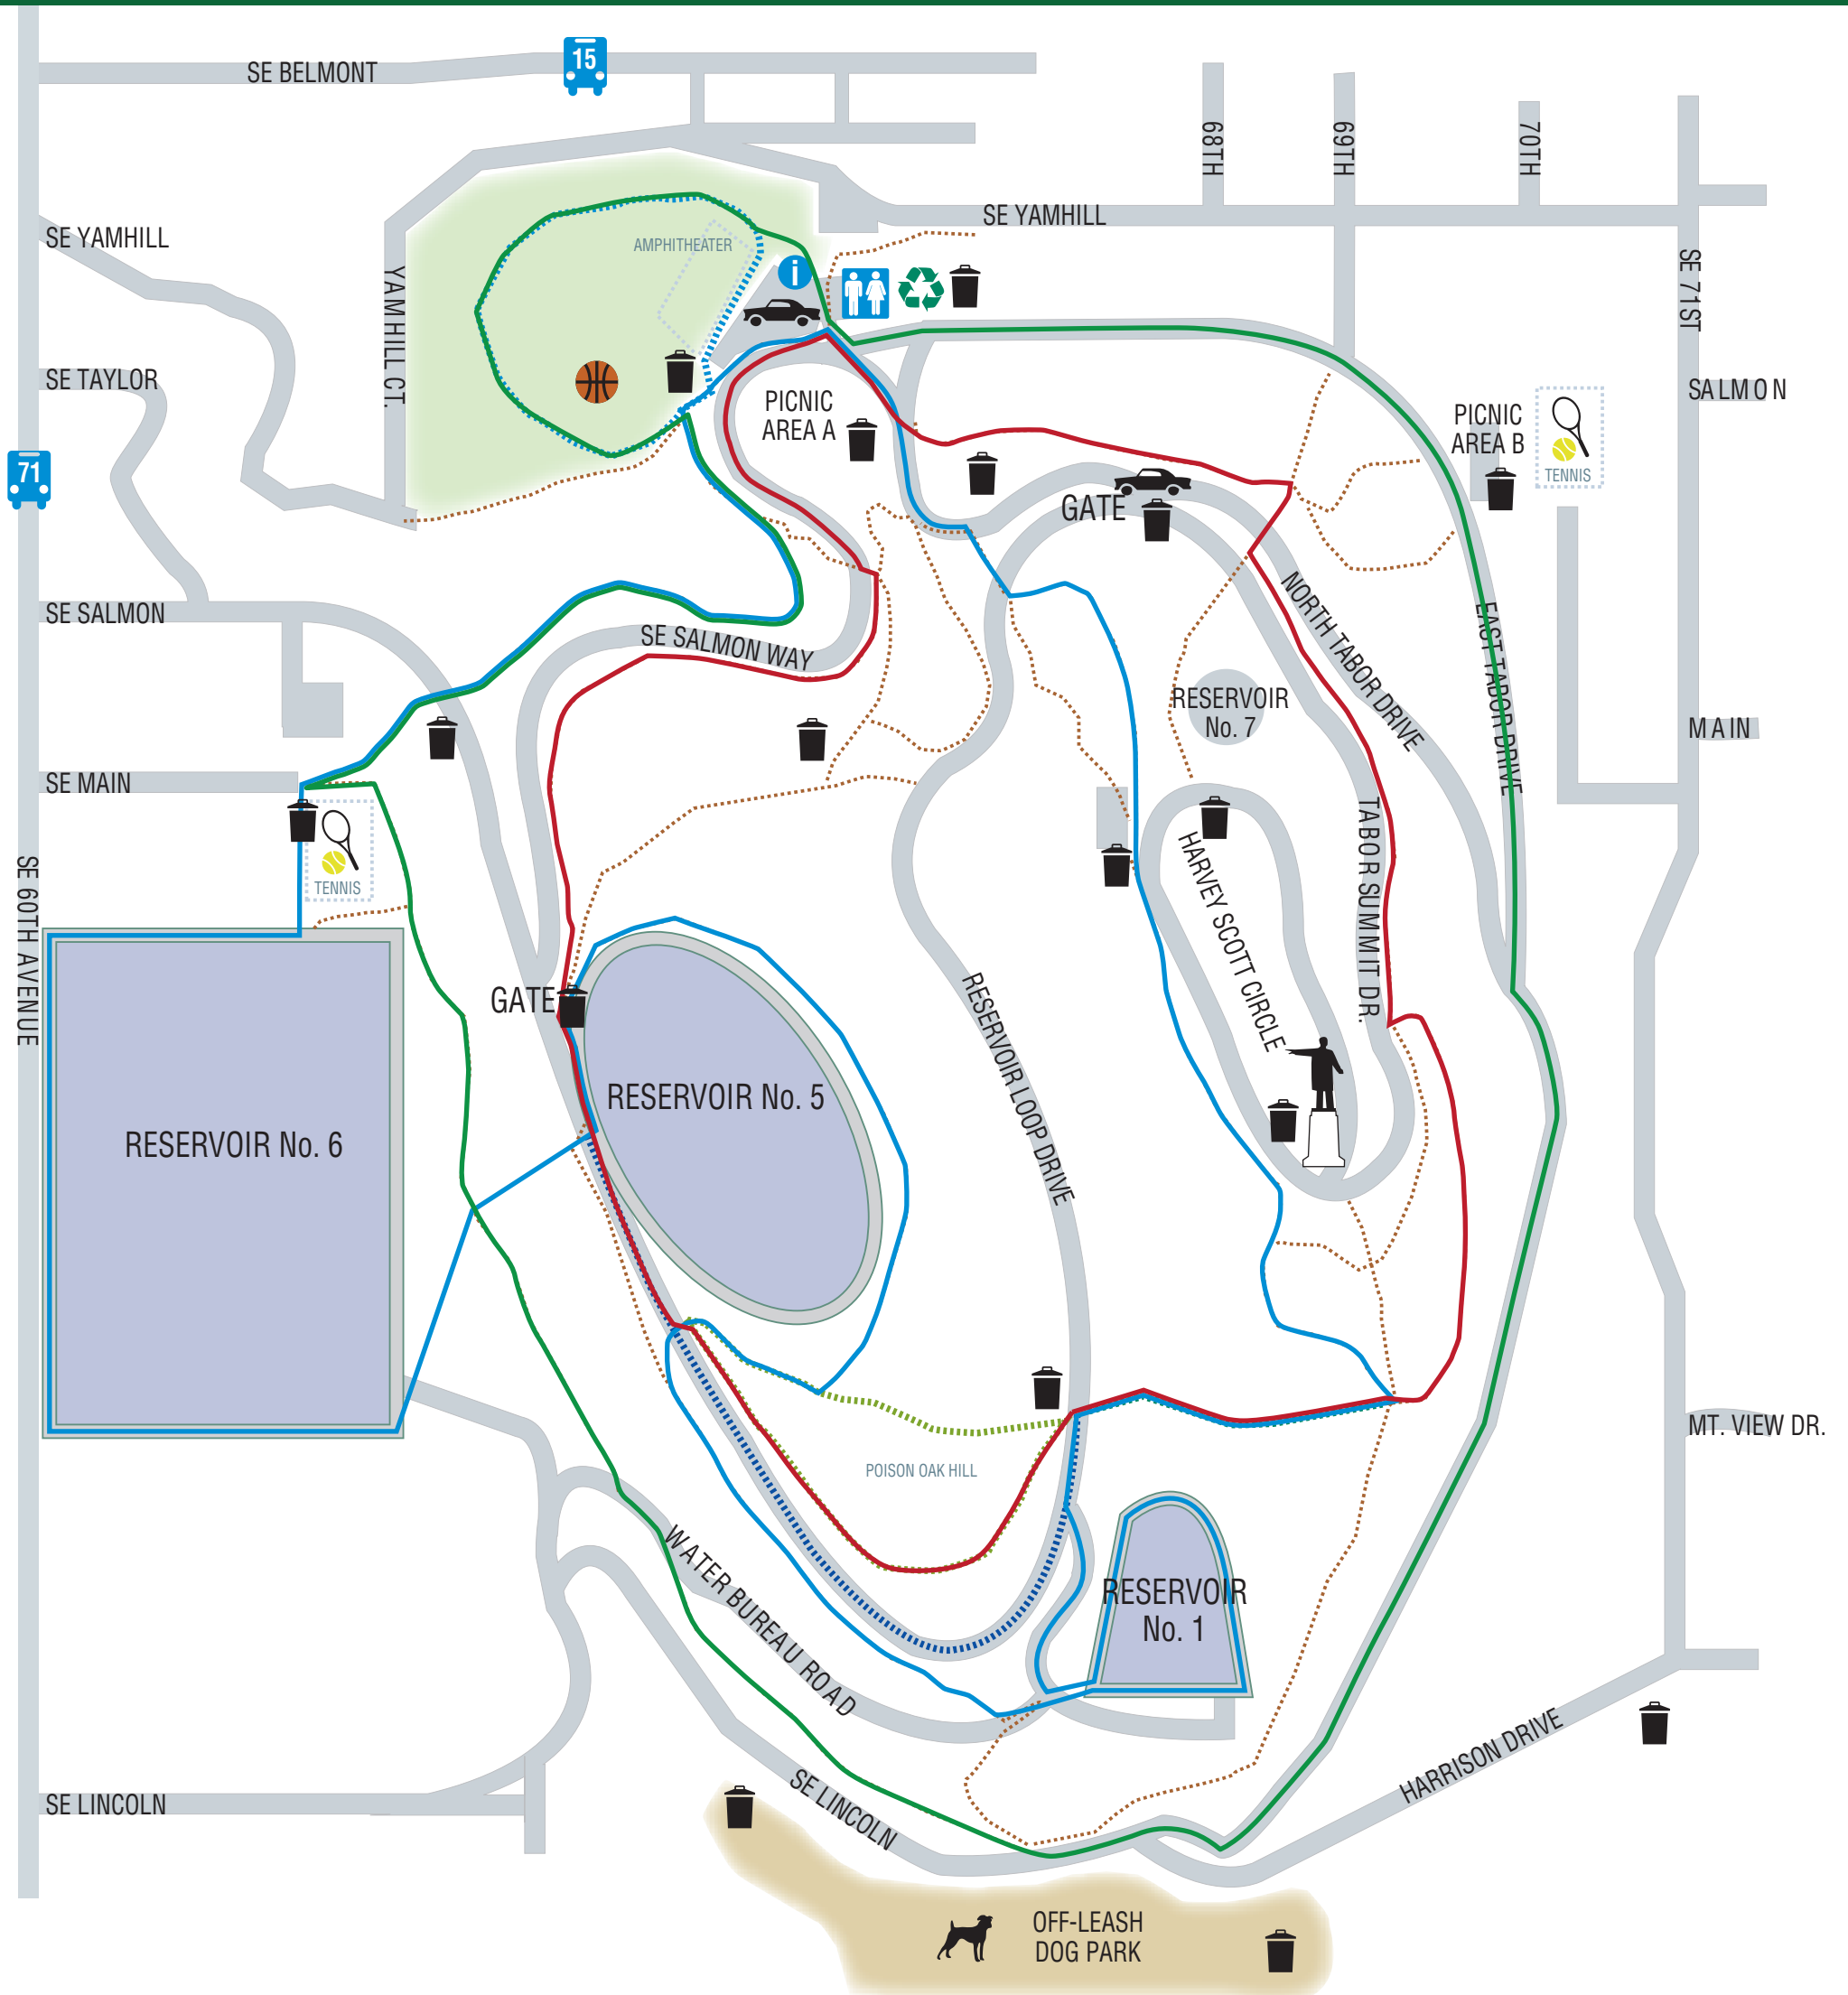 SE BELMONT
15
68TH
69TH
70TH
SE YAMHILL
SE YAMHILL
AMPHITHEATER
YAMHILL CT.
i
SE 71ST
SE TAYLOR
PICNIC
AREA A
PICNIC
AREA B
SALMON
TENNIS
71
GATE
SE SALMON
SE SALMON WAY
NORTH TABOR DRIVE
EAST TABOR DRIVE
RESERVOIR
No. 7
MAIN
SE MAIN
TENNIS
TABOR SUMMIT DR.
HARVEY SCOTT CIRCLE
SE 60TH AVENUE
GATE
RESERVOIR LOOP DRIVE
RESERVOIR No. 5
RESERVOIR No. 6
MT. VIEW DR.
POISON OAK HILL
WATER BUREAU ROAD
RESERVOIR
No. 1
HARRISON DRIVE
SE LINCOLN
SE LINCOLN
OFF-LEASH
DOG PARK